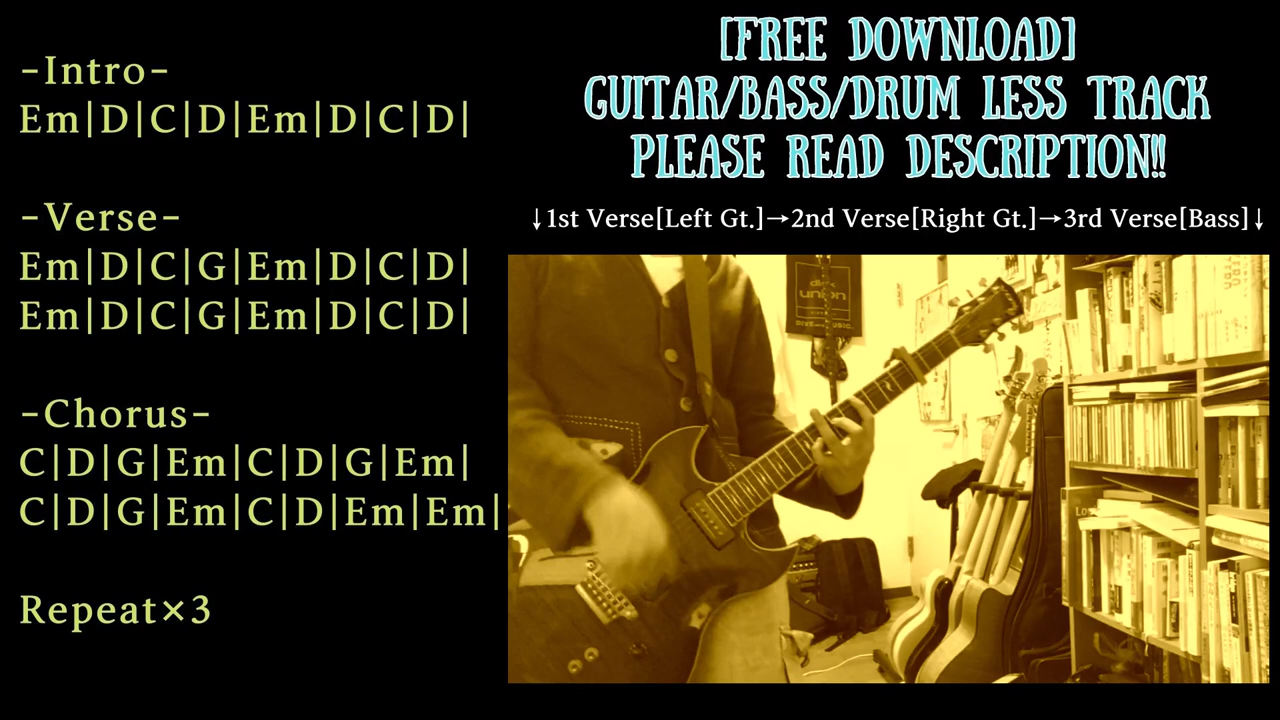 -Intro-
Em|D|C|D|Em|D|C|D|
-Verse-
Em|D|C|G|Em|D|C|D|
Em|D|C|G|Em|D|C|D|
-Chorus-
C|D|G|Em|C|D|G|Em|
C|D|G|Em|C|D|Em|Em|
Repeat×3
[FREE DOWNLOAD]
GUITAR/BASS/DRUM LESS TRACK
PLEASE READ DESCRIPTION!!
↓1st Verse[Left Gt.]→2nd Verse[Right Gt.]→3rd Verse[Bass]↓
disk
union